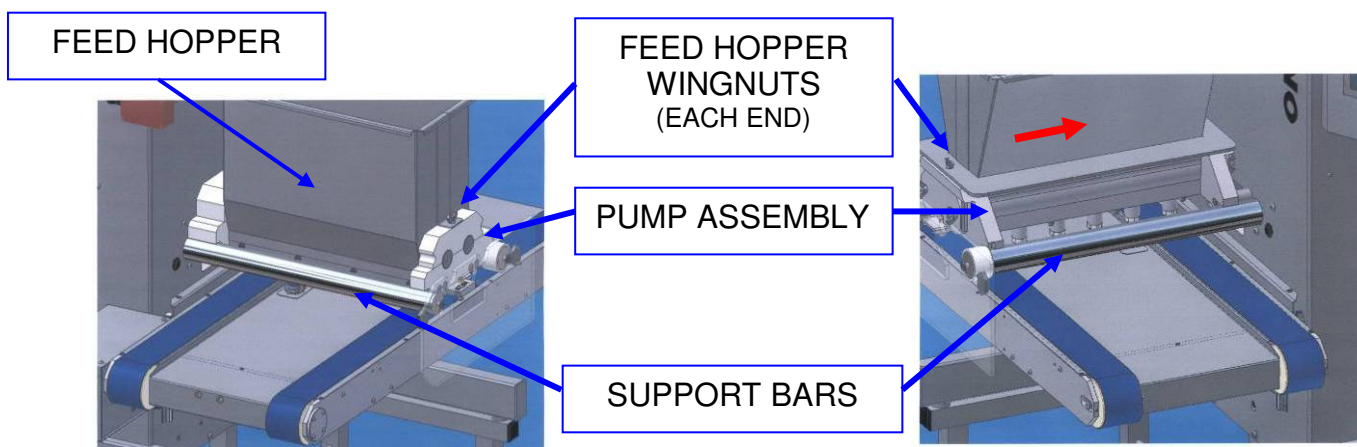 FEED HOPPER
FEED HOPPER
WINGNUTS
(EACH END)
PUMP ASSEMBLY
SUPPORT BARS